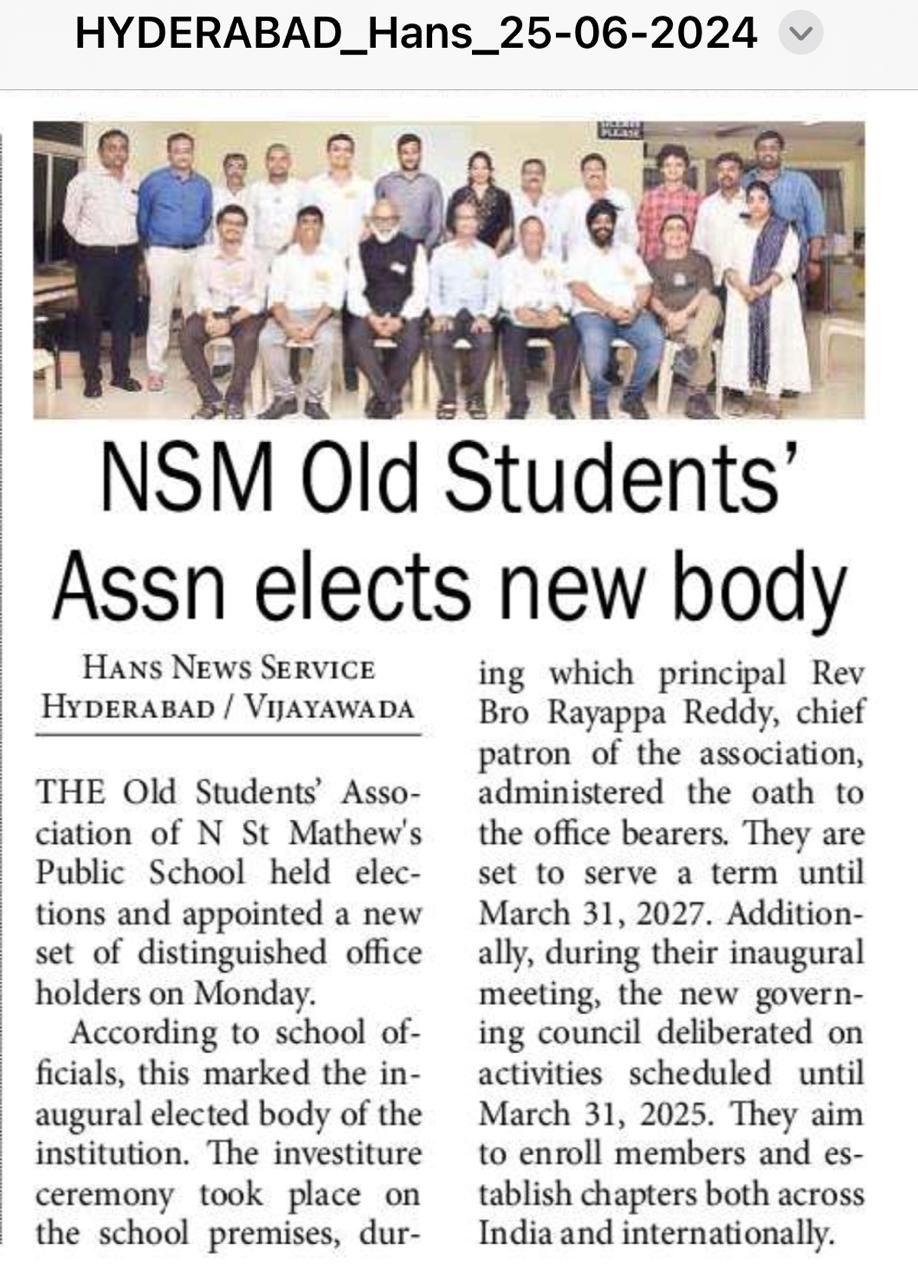 HYDERABAD_Hans_25-06-2024
SILENCE
PLEASE
NSM Old Students’
Assn elects new body
HANS NEWS SERVICE
HYDERABAD / VIJAYAWADA
THE Old Students’ Asso-
ciation of N St Mathew's
Public School held elec-
tions and appointed a new
set of distinguished office
holders on Monday.
According to school of-
ficials, this marked the in-
augural elected body of the
institution. The investiture
ceremony took place on
the school premises, dur-
ing which principal Rev
Bro Rayappa Reddy, chief
patron of the association,
administered the oath to
the office bearers. They are
set to serve a term until
March 31, 2027. Addition-
ally, during their inaugural
meeting, the new govern-
ing council deliberated on
activities scheduled until
March 31, 2025. They aim
to enroll members and es-
tablish chapters both across
India and internationally.